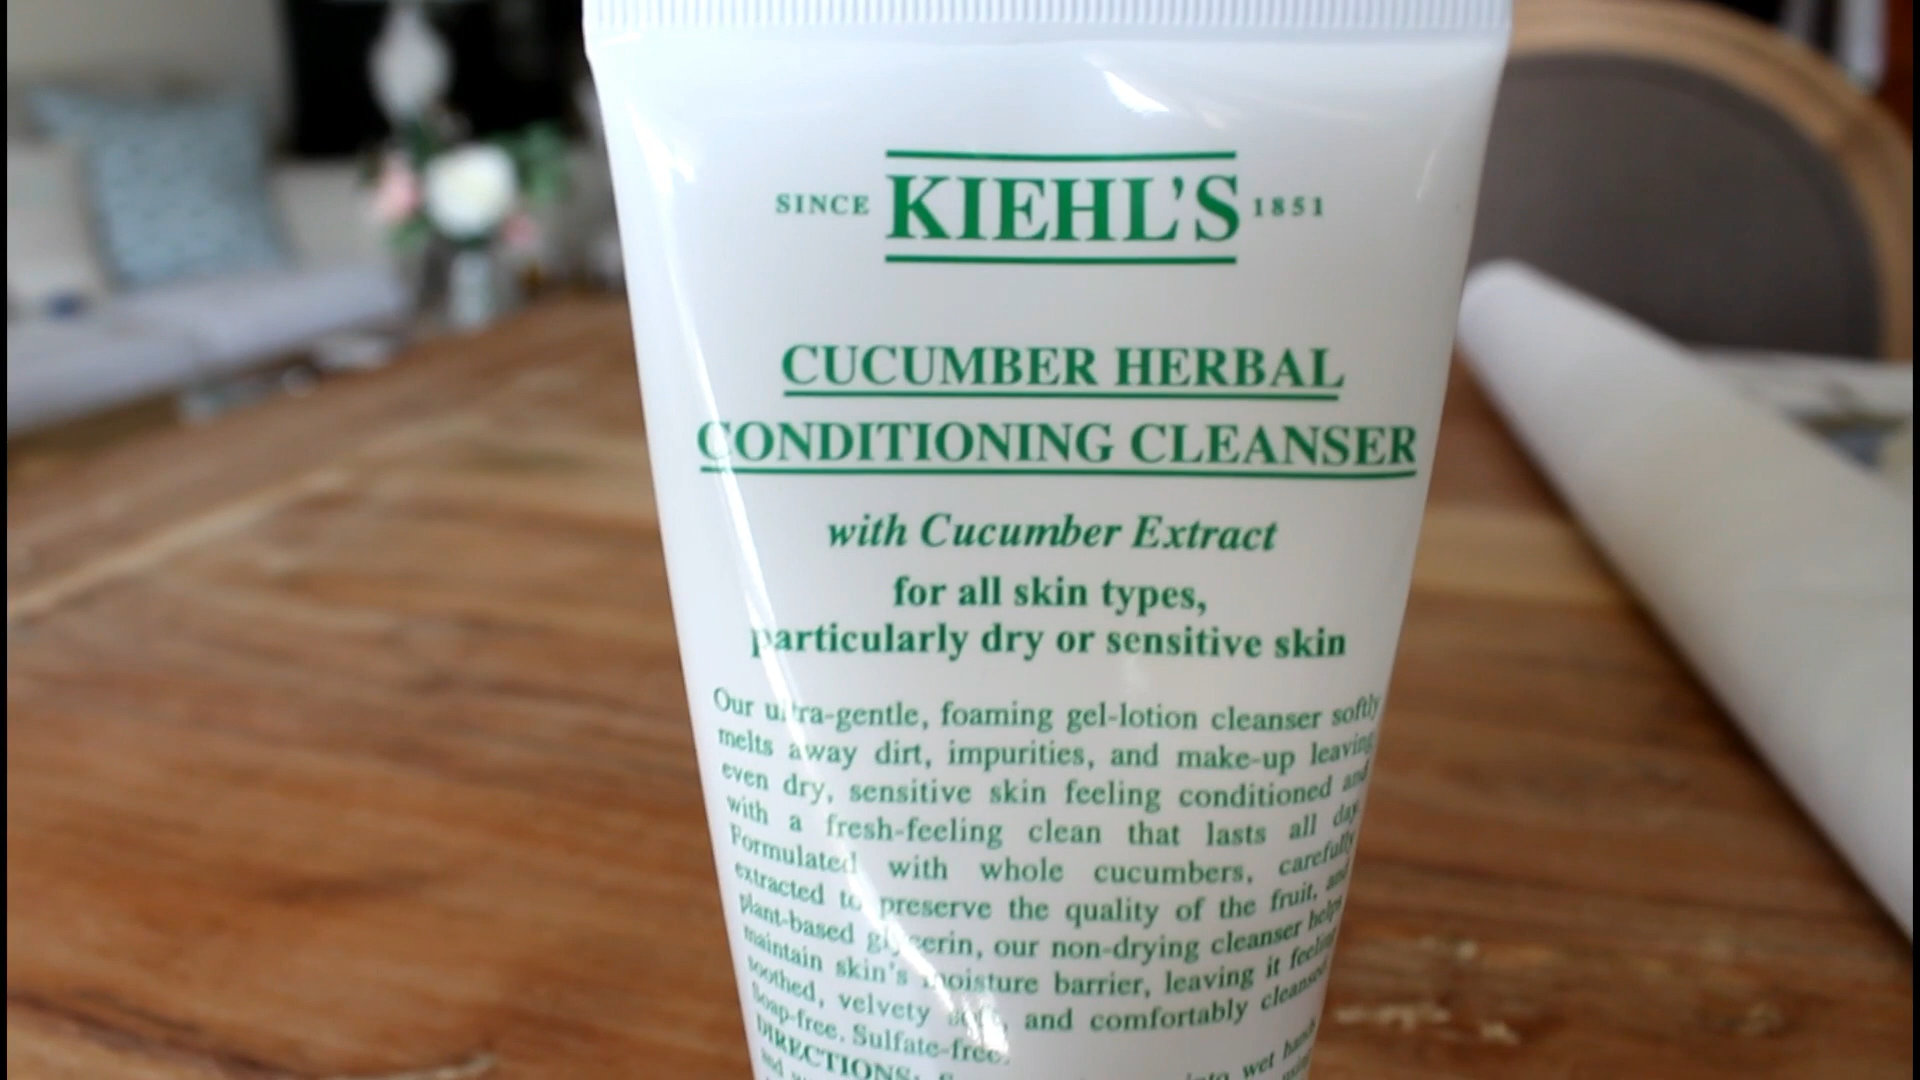 SINCE KIEHL'S 1851
CUCUMBER HERBAL
CONDITIONING CLEANSER
with Cucumber Extract
for all skin types,
particularly dry or sensitive skin
Our ultra-gentle, foaming gel-lotion cleanser softly
melts away dirt, impurities, and make-up leaving
even dry, sensitive skin feeling conditioned and
with a fresh-feeling clean that lasts all day.
Formulated with whole cucumbers, carefully
extracted to preserve the quality of the fruit, and
plant-based glycerin, our non-drying cleanser helps
maintain skin's moisture barrier, leaving it feeling
soothed, velvety soft, and comfortably cleansed.
Soap-free. Sulfate-free.
DIRECTIONS: into wet hands
and